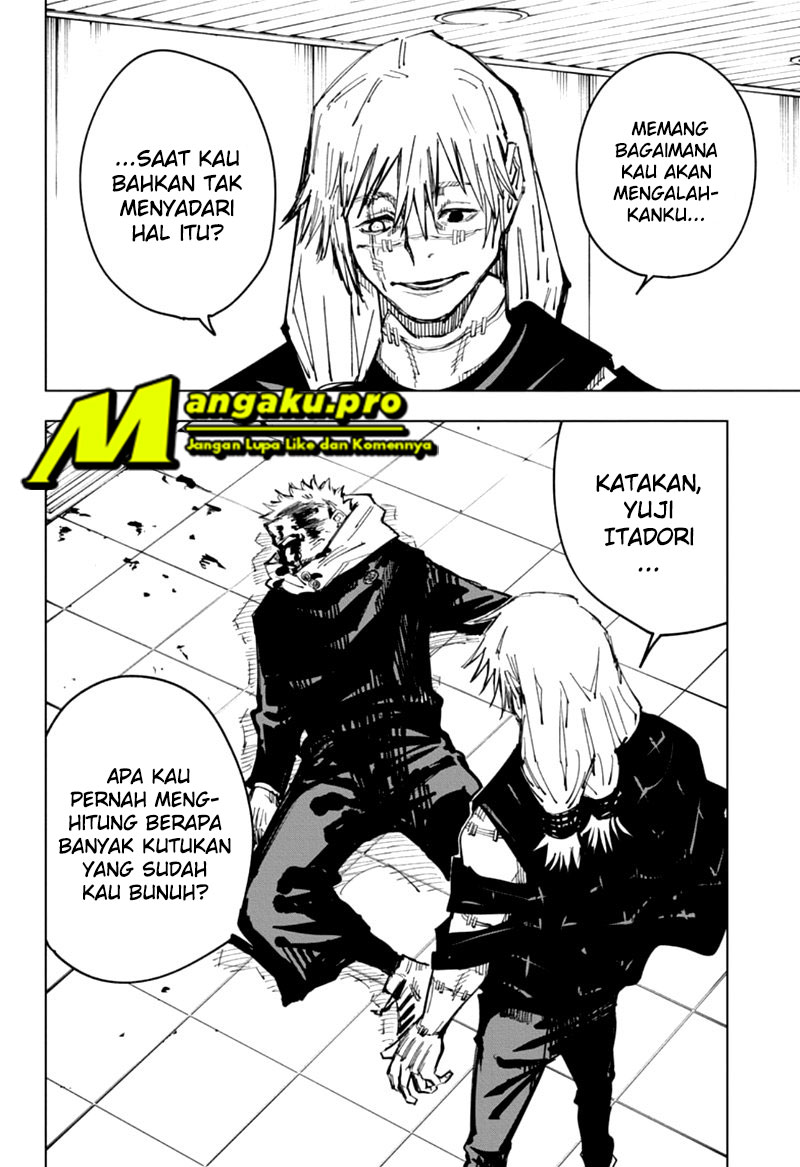 MEMANG
BAGAIMANA
KAU AKAN
MENGALAH-
KANKU...
...SAAT KAU
BAHKAN TAK
MENYADARI
HAL ITU?
Mangaku.pro
Jangan Lupa Like dan Komennya
KATAKAN,
YUJI
ITADORI
...
APA KAU
PERNAH MENG-
HITUNG BERAPA
BANYAK KUTUKAN
YANG SUDAH
KAU BUNUH?